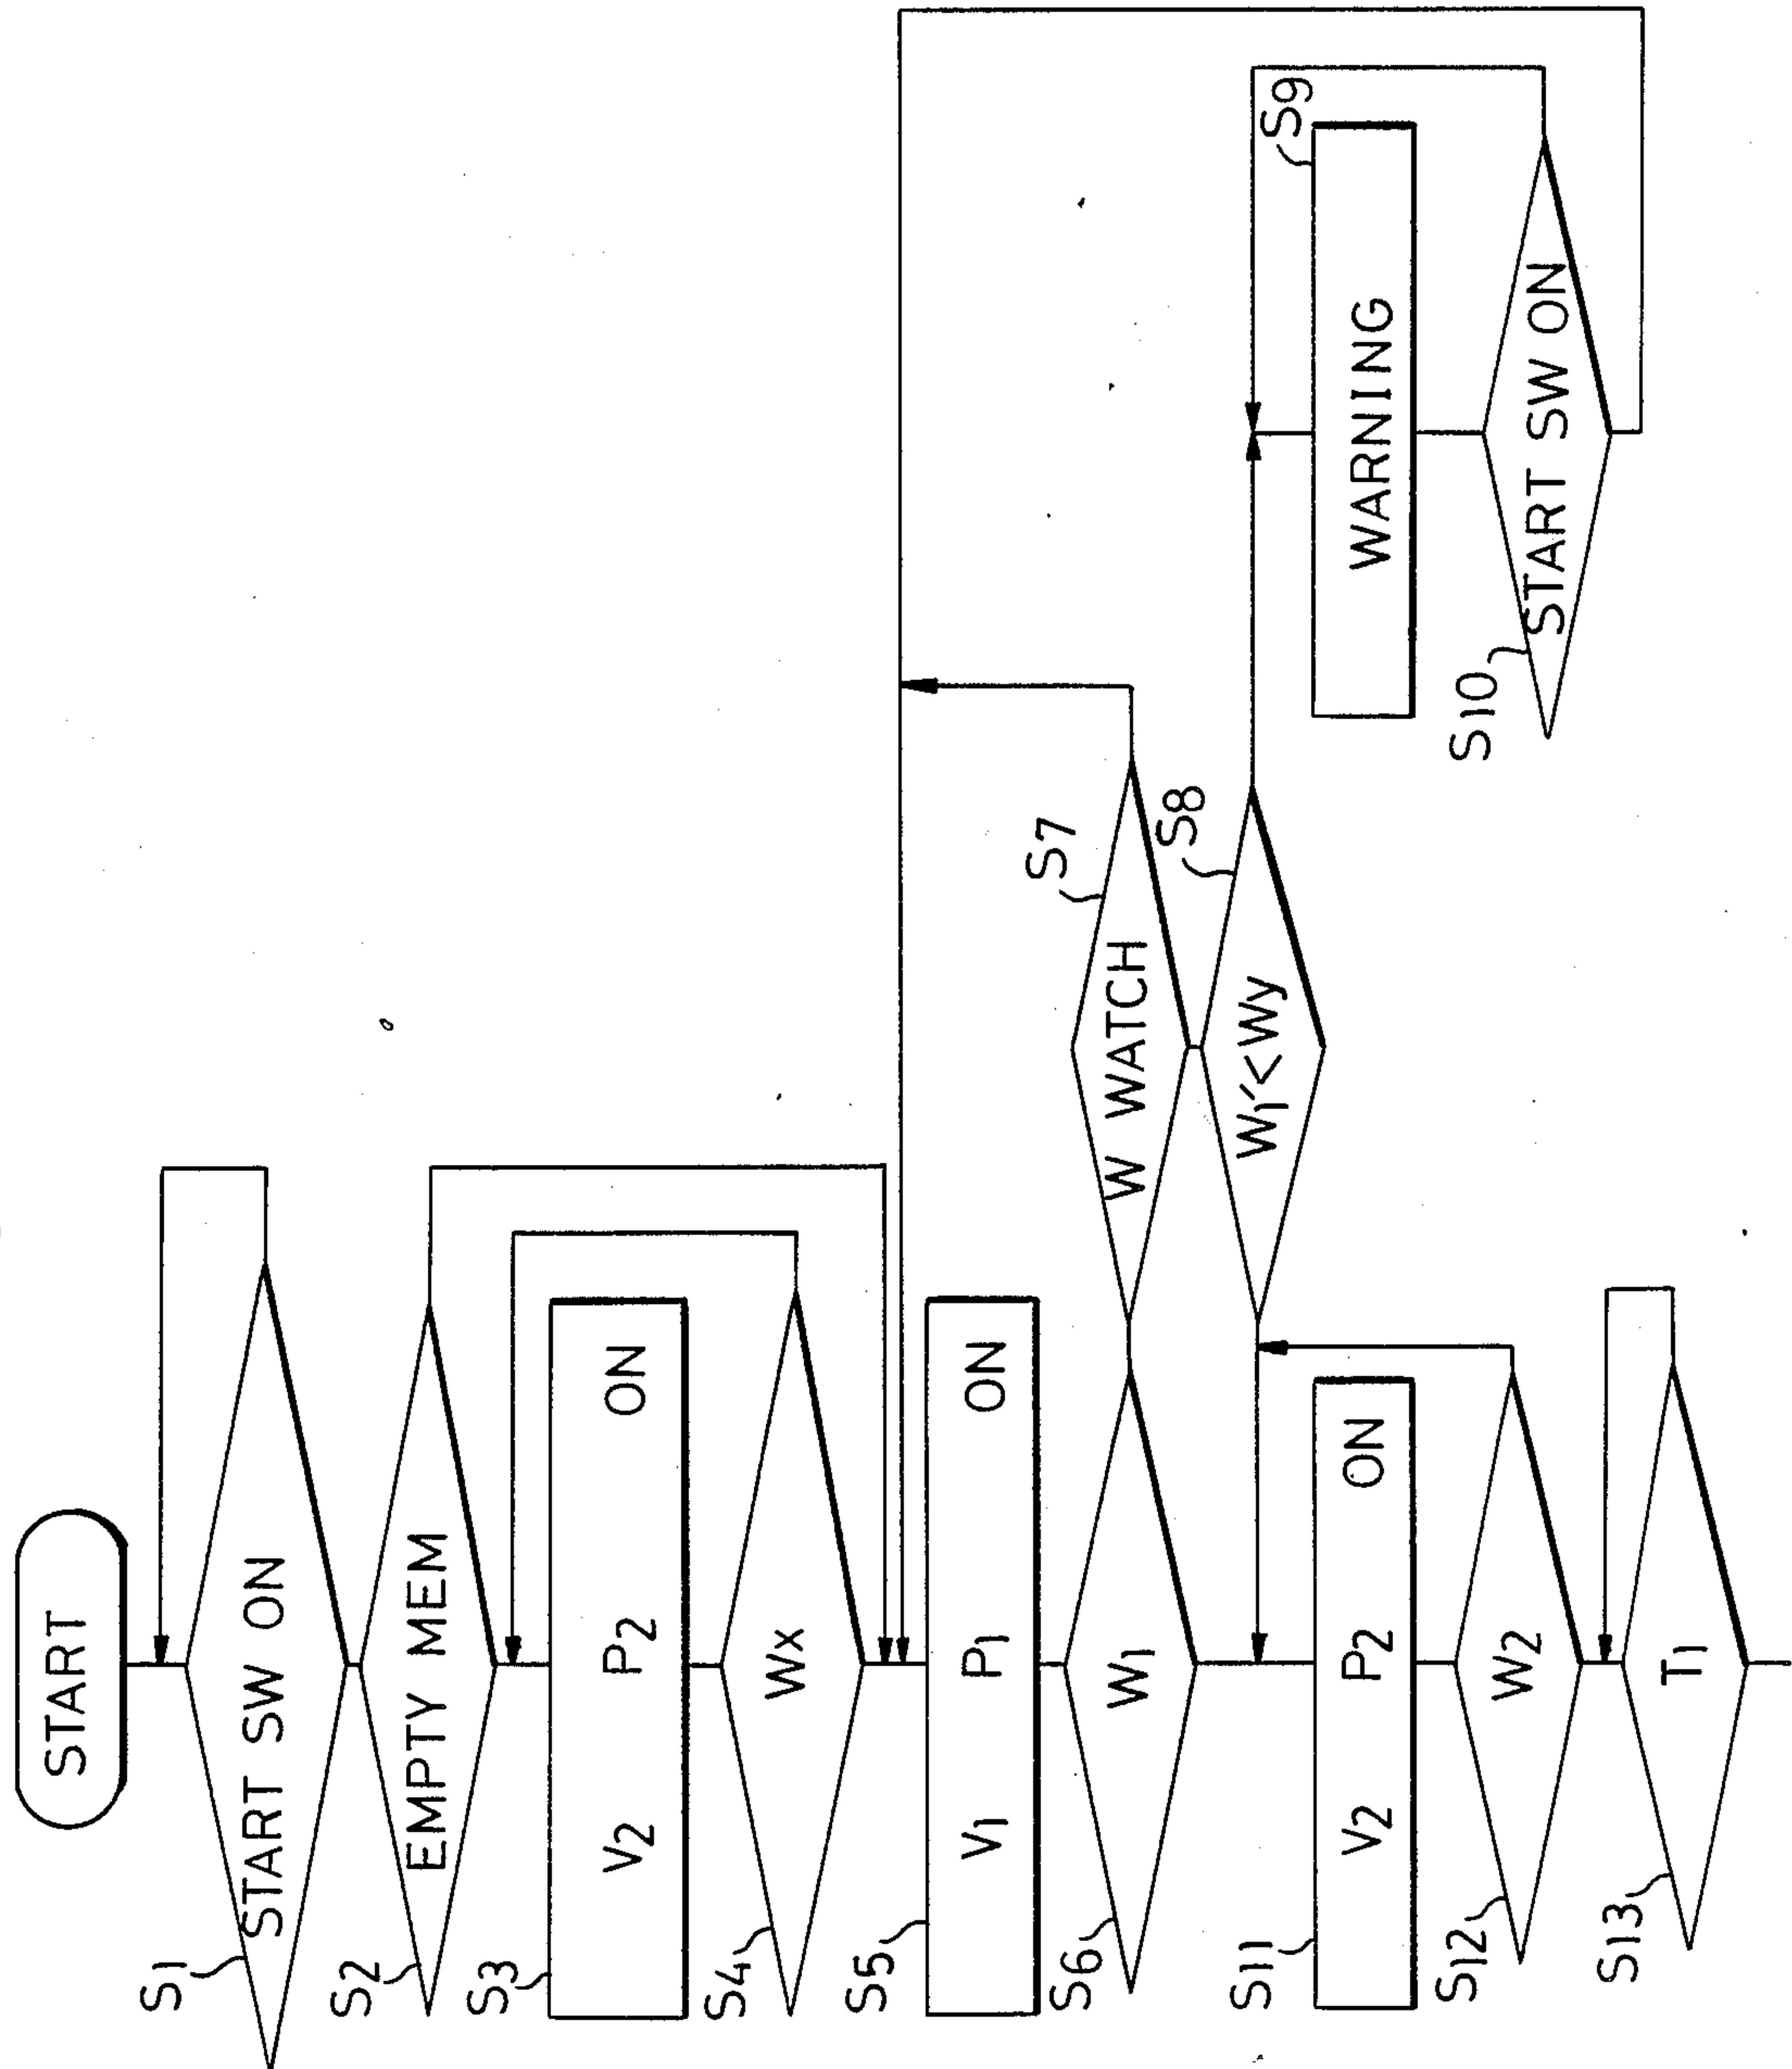 START
S1
START SW ON
S2
EMPTY MEM
S3
V2 P2 ON
S4
Wx
S5
V1 P1 ON
S6
W1
S7
W WATCH
S8
W1'<Wy
S9
WARNING
S10
START SW ON
S11
V2 P2 ON
S12
W2
S13
T1